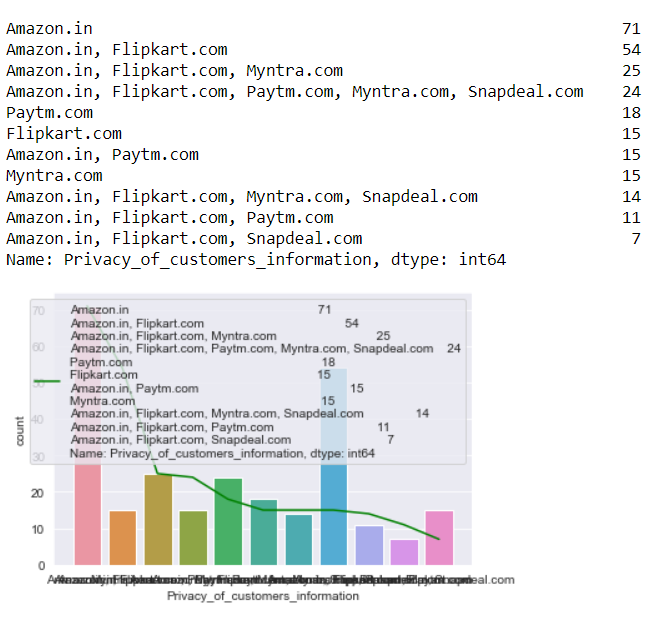 Amazon.in 71
Amazon.in, Flipkart.com 54
Amazon.in, Flipkart.com, Myntra.com 25
Amazon.in, Flipkart.com, Paytm.com, Myntra.com, Snapdeal.com 24
Paytm.com 18
Flipkart.com 15
Amazon.in, Paytm.com 15
Myntra.com 15
Amazon.in, Flipkart.com, Myntra.com, Snapdeal.com 14
Amazon.in, Flipkart.com, Paytm.com 11
Amazon.in, Flipkart.com, Snapdeal.com 7
Name: Privacy_of_customers_information, dtype: int64
70
60
50
40
30
20
10
0
count
Amazon.in 71
Amazon.in, Flipkart.com 54
Amazon.in, Flipkart.com, Myntra.com 25
Amazon.in, Flipkart.com, Paytm.com, Myntra.com, Snapdeal.com 24
Paytm.com 18
Flipkart.com 15
Amazon.in, Paytm.com 15
Myntra.com 15
Amazon.in, Flipkart.com, Myntra.com, Snapdeal.com 14
Amazon.in, Flipkart.com, Paytm.com 11
Amazon.in, Flipkart.com, Snapdeal.com 7
Name: Privacy_of_customers_information, dtype: int64
Privacy_of_customers_information